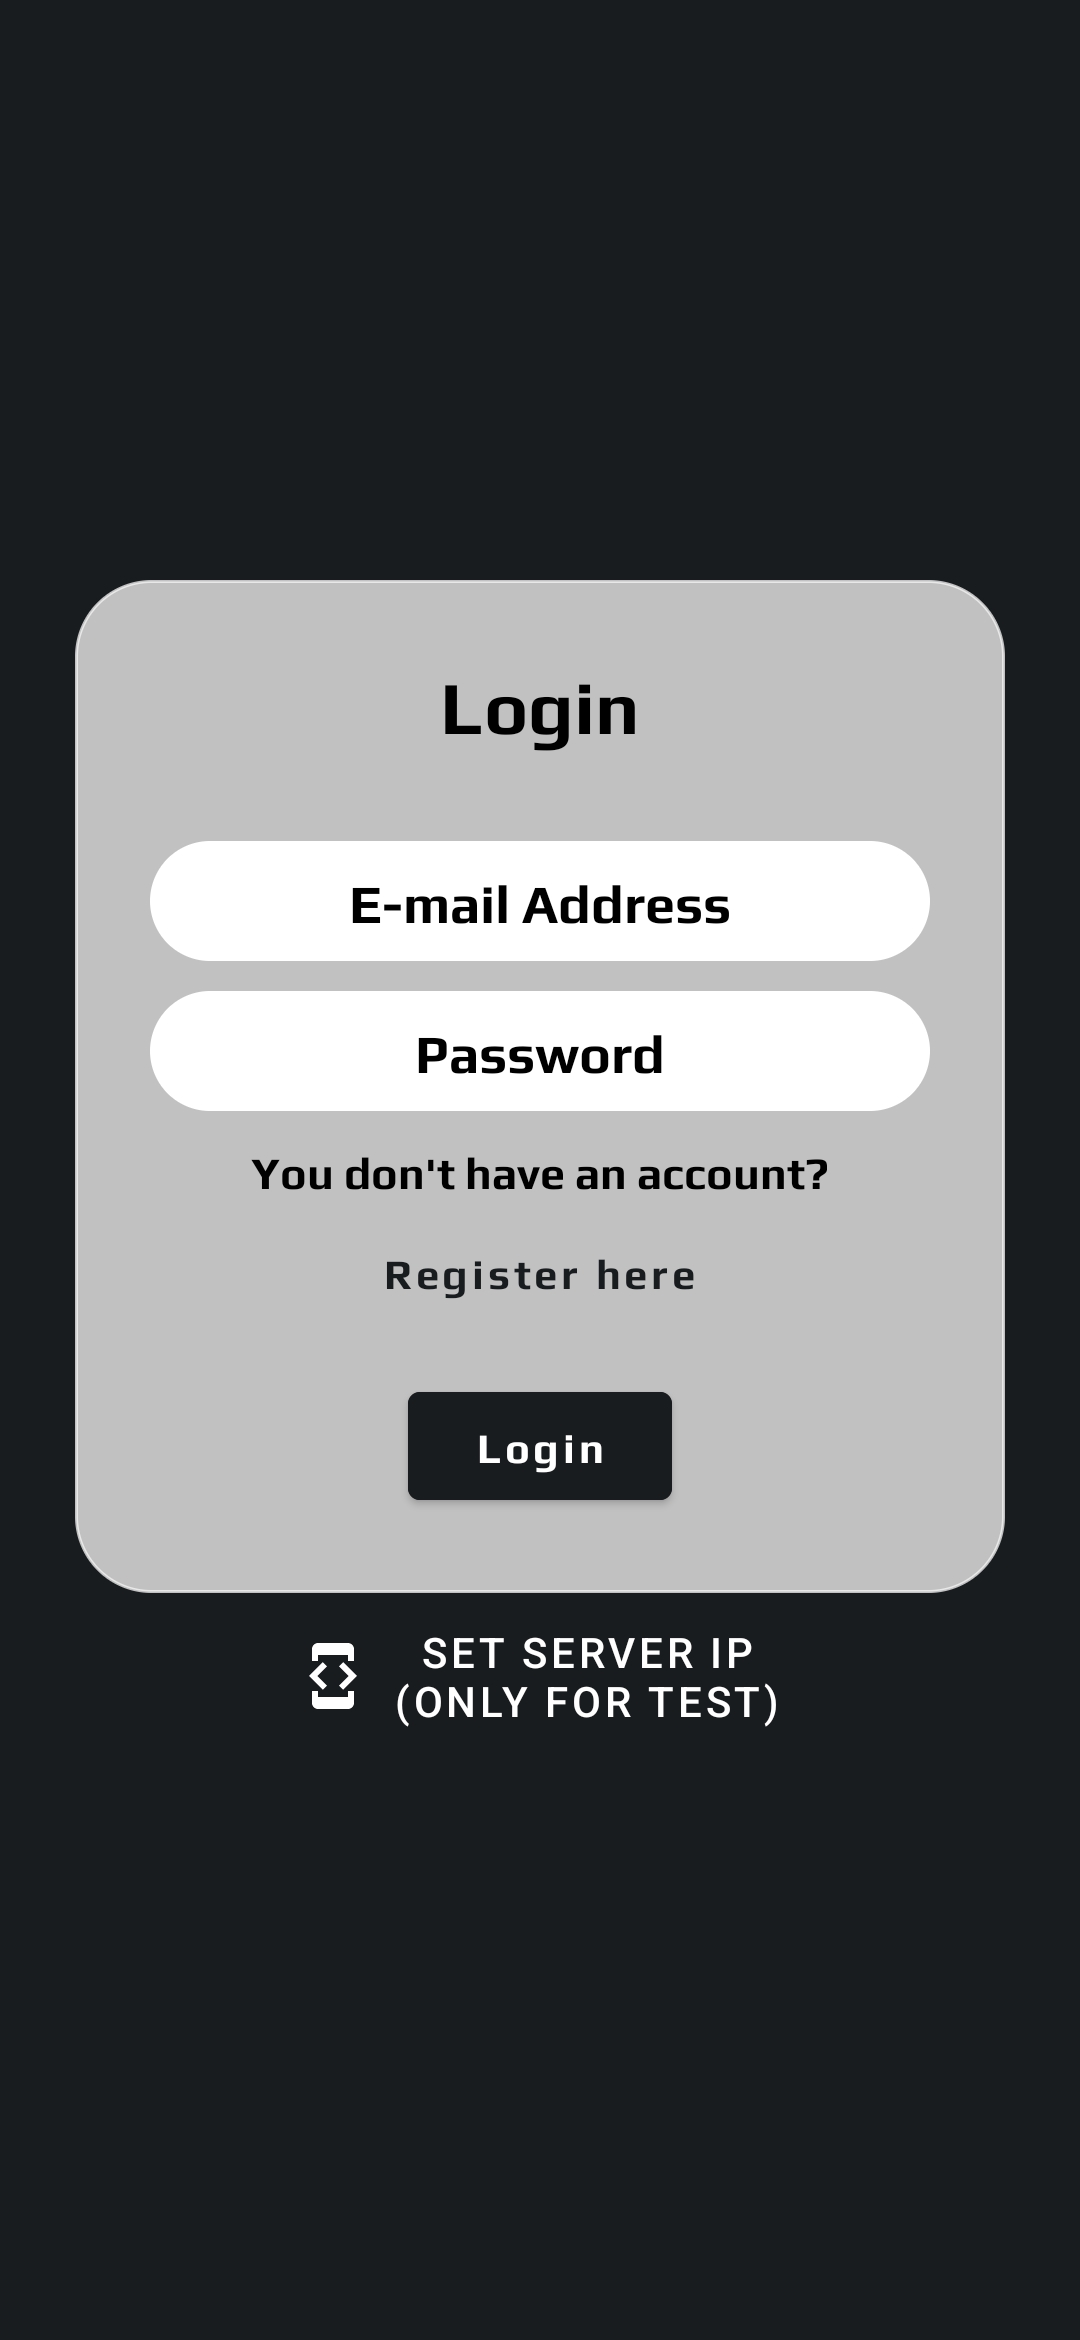 Login
E-mail Address
Password
You don't have an account?
Register here
Login
SET SERVER IP
(ONLY FOR TEST)